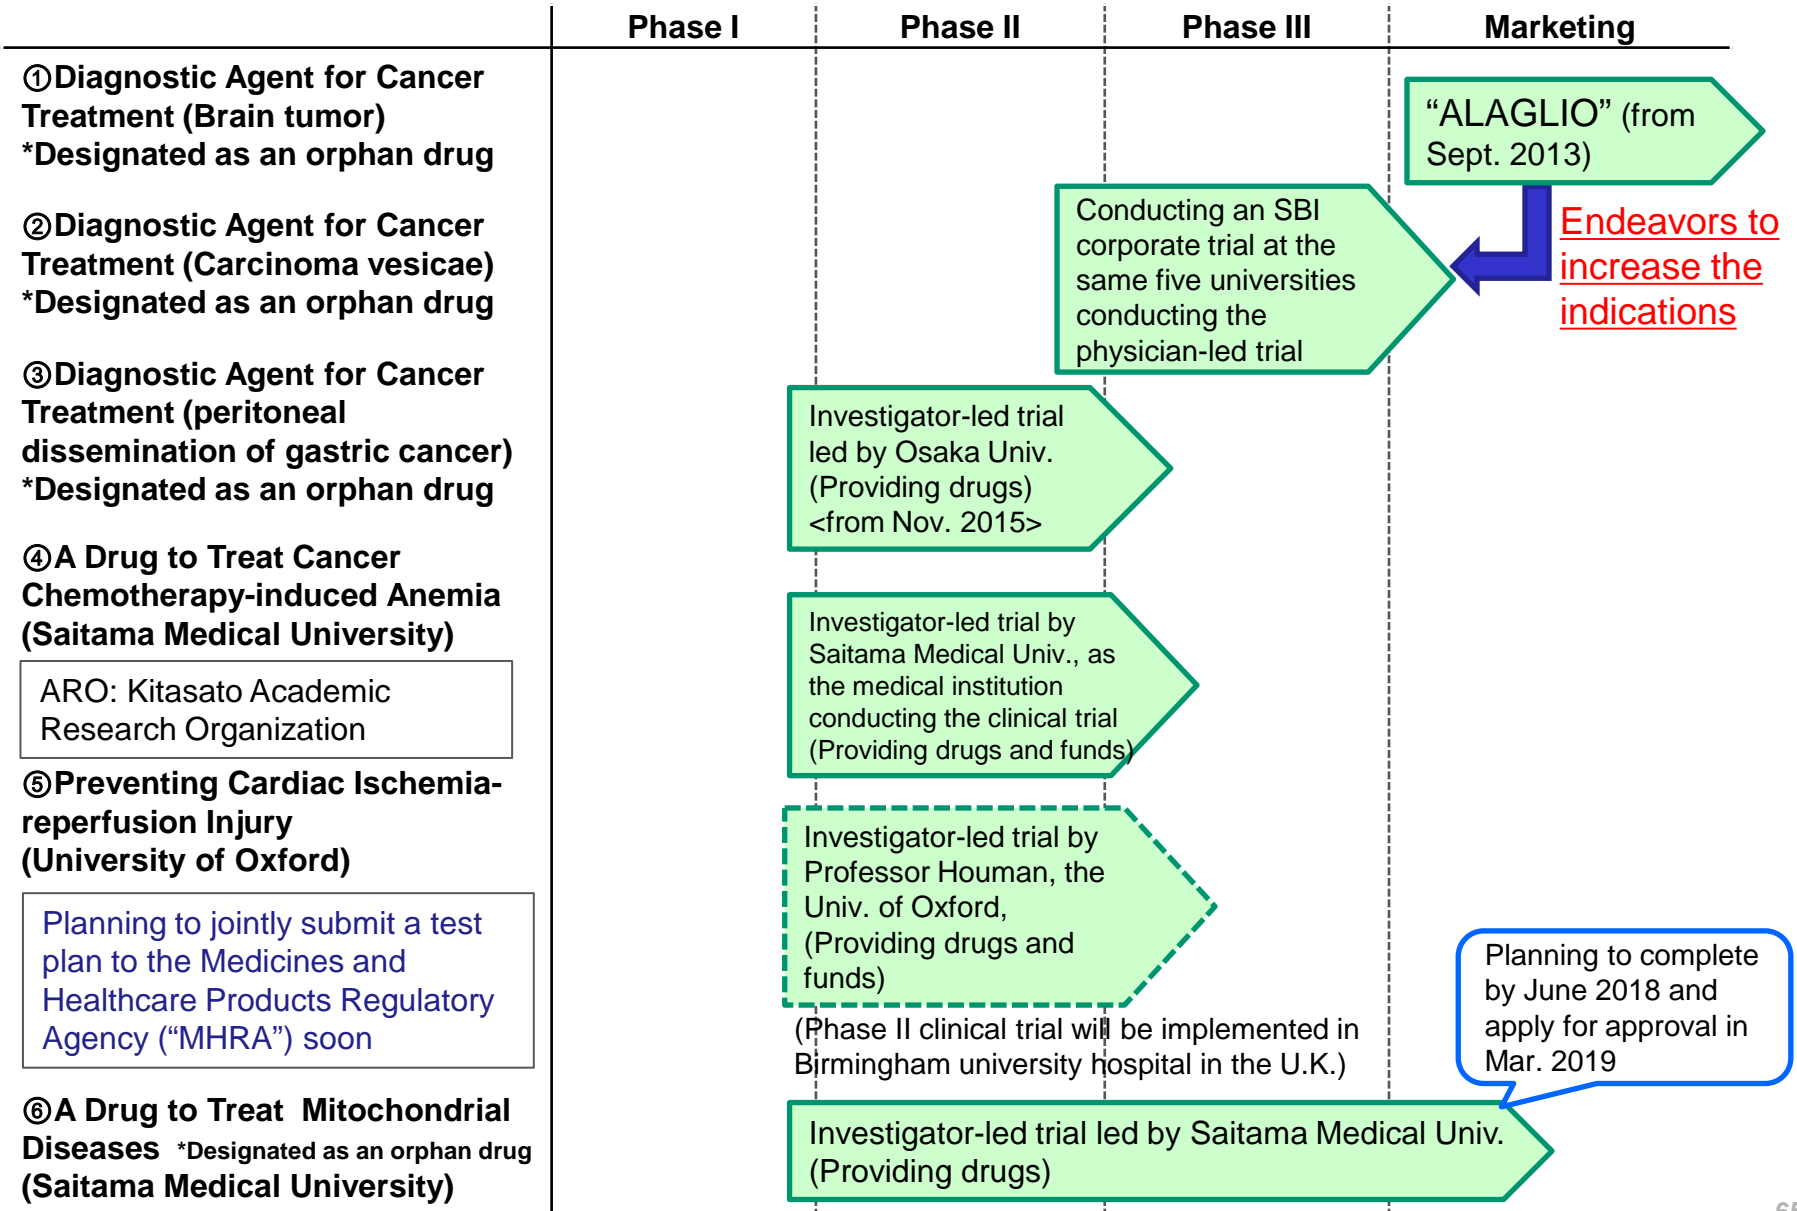 Phase I Phase II Phase III Marketing
①Diagnostic Agent for Cancer
Treatment (Brain tumor)
*Designated as an orphan drug
“ALAGLIO” (from
Sept. 2013)
②Diagnostic Agent for Cancer
Treatment (Carcinoma vesicae)
*Designated as an orphan drug
Conducting an SBI
corporate trial at the
same five universities
conducting the
physician-led trial
Endeavors to
increase the
indications
③Diagnostic Agent for Cancer
Treatment (peritoneal
dissemination of gastric cancer)
*Designated as an orphan drug
Investigator-led trial
led by Osaka Univ.
(Providing drugs)
<from Nov. 2015>
④A Drug to Treat Cancer
Chemotherapy-induced Anemia
(Saitama Medical University)
ARO: Kitasato Academic
Research Organization
Investigator-led trial by
Saitama Medical Univ., as
the medical institution
conducting the clinical trial
(Providing drugs and funds)
⑤Preventing Cardiac Ischemia-
reperfusion Injury
(University of Oxford)
Planning to jointly submit a test
plan to the Medicines and
Healthcare Products Regulatory
Agency (“MHRA”) soon
Investigator-led trial by
Professor Houman, the
Univ. of Oxford,
(Providing drugs and
funds)
(Phase II clinical trial will be implemented in
Birmingham university hospital in the U.K.)
Planning to complete
by June 2018 and
apply for approval in
Mar. 2019
⑥A Drug to Treat Mitochondrial
Diseases *Designated as an orphan drug
(Saitama Medical University)
Investigator-led trial led by Saitama Medical Univ.
(Providing drugs)